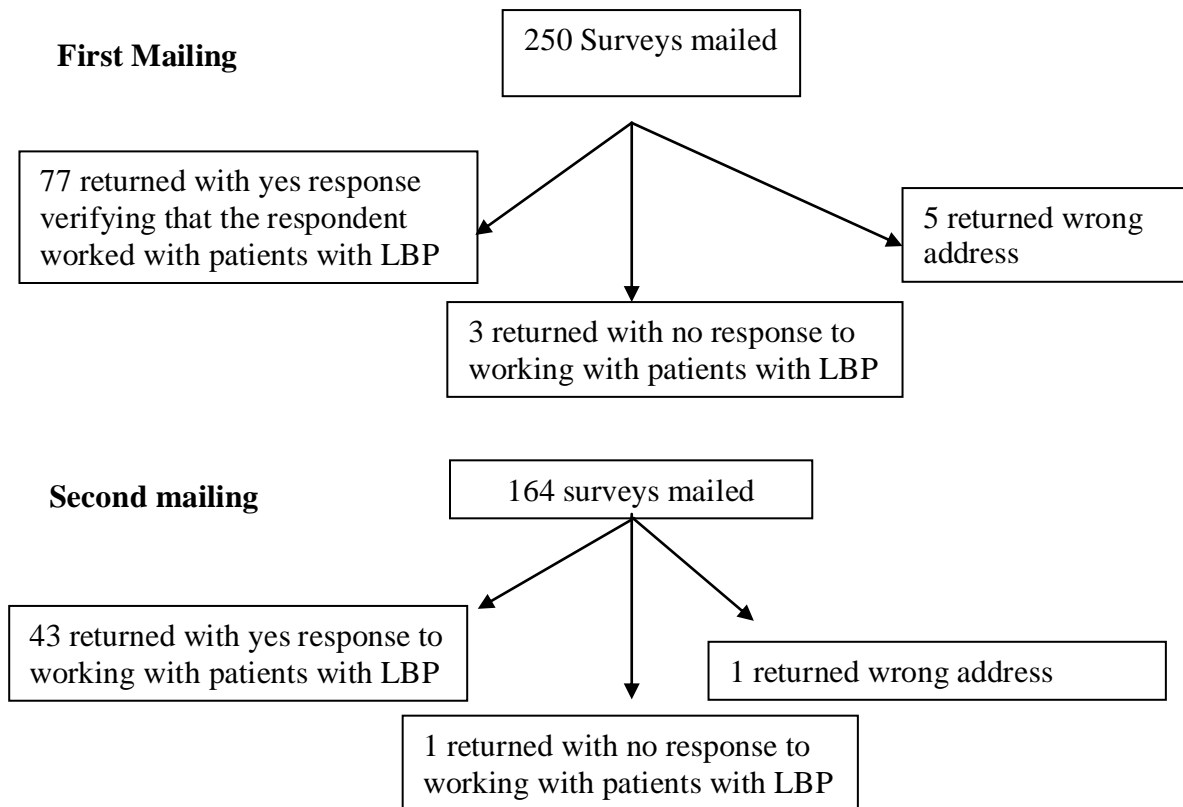 First Mailing
250 Surveys mailed
77 returned with yes response
verifying that the respondent
worked with patients with LBP
5 returned wrong
address
3 returned with no response to
working with patients with LBP
Second mailing
164 surveys mailed
43 returned with yes response to
working with patients with LBP
1 returned wrong address
1 returned with no response to
working with patients with LBP